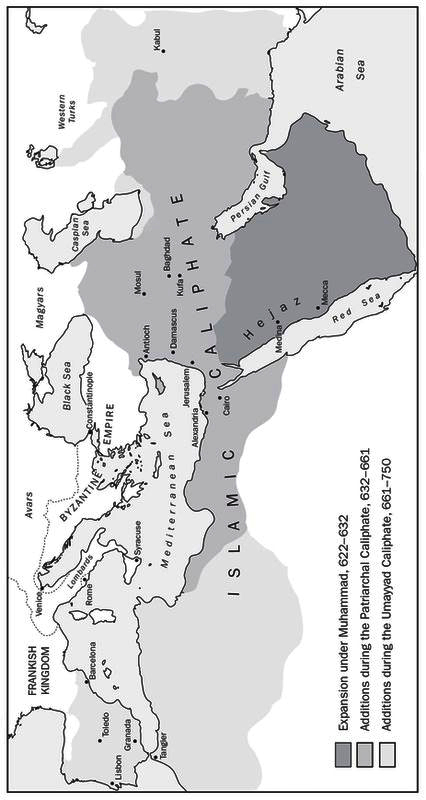 FRANKISH
KINGDOM
Avars
Magyars
Western
Turks
Venice
Lombards
Rome
Barcelona
Toledo
Lisbon
Granada
Tangier
Syracuse
BYZANTINE
EMPIRE
Constantinople
Black Sea
Caspian
Sea
Mediterranean Sea
Antioch
Mosul
Damascus
Baghdad
Kufa
Jerusalem
Alexandria
Cairo
Kabul
ISLAMIC CALIPHATE
Hejaz
Medina
Mecca
Red Sea
Persian Gulf
Arabian
Sea
Expansion under Muhammad, 622–632
Additions during the Patriarchal Caliphate, 632–661
Additions during the Umayyad Caliphate, 661–750